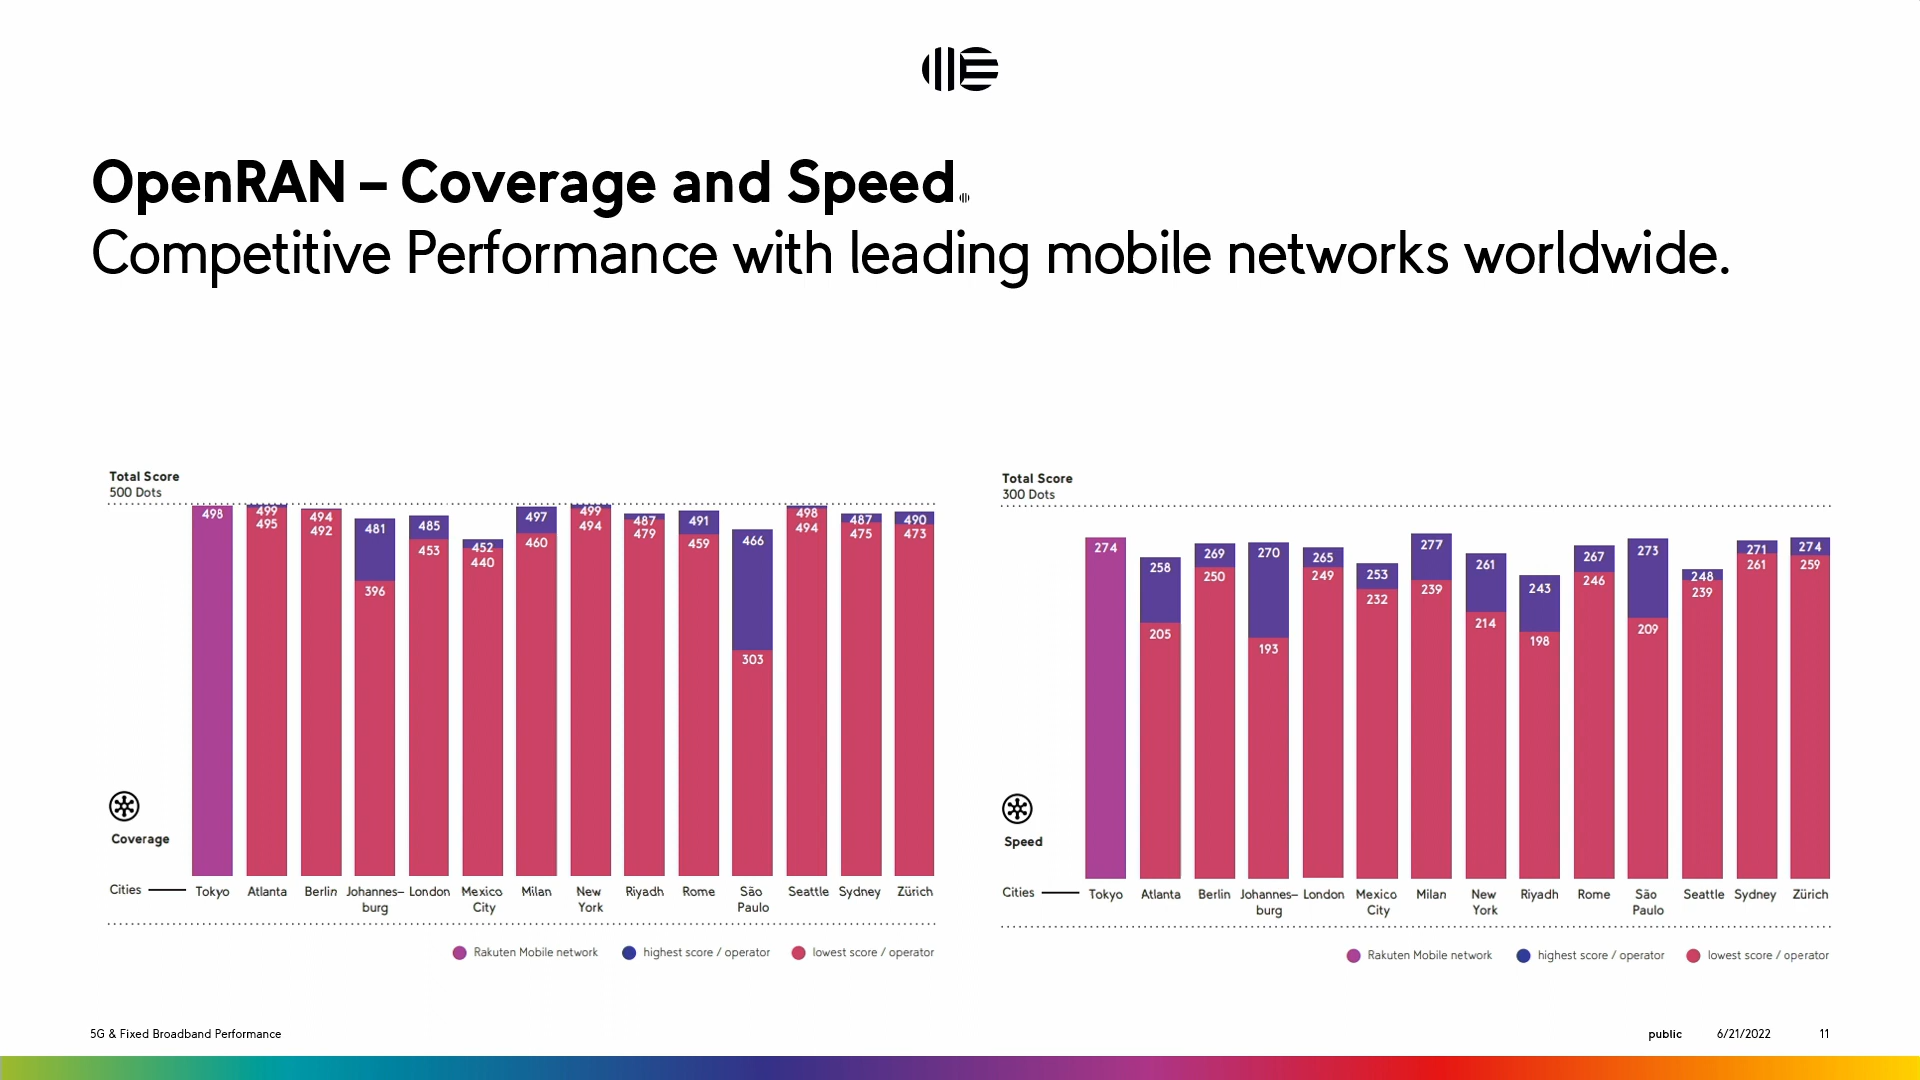 OpenRAN – Coverage and Speed.
Competitive Performance with leading mobile networks worldwide.
Total Score
500 Dots
498
499
495
494
492
481
396
485
453
452
440
497
460
499
494
487
479
491
459
466
303
498
494
487
475
490
473
Coverage
Cities
Tokyo
Atlanta
Berlin
Johannes–
burg
London
Mexico
City
Milan
New
York
Riyadh
Rome
São
Paulo
Seattle
Sydney
Zürich
Rakuten Mobile network
highest score / operator
lowest score / operator
Total Score
300 Dots
274
258
205
269
250
270
193
265
249
253
232
277
239
261
214
243
198
267
246
273
209
248
239
271
261
274
259
Speed
Cities
Tokyo
Atlanta
Berlin
Johannes–
burg
London
Mexico
City
Milan
New
York
Riyadh
Rome
São
Paulo
Seattle
Sydney
Zürich
Rakuten Mobile network
highest score / operator
lowest score / operator
5G & Fixed Broadband Performance
public
6/21/2022
11